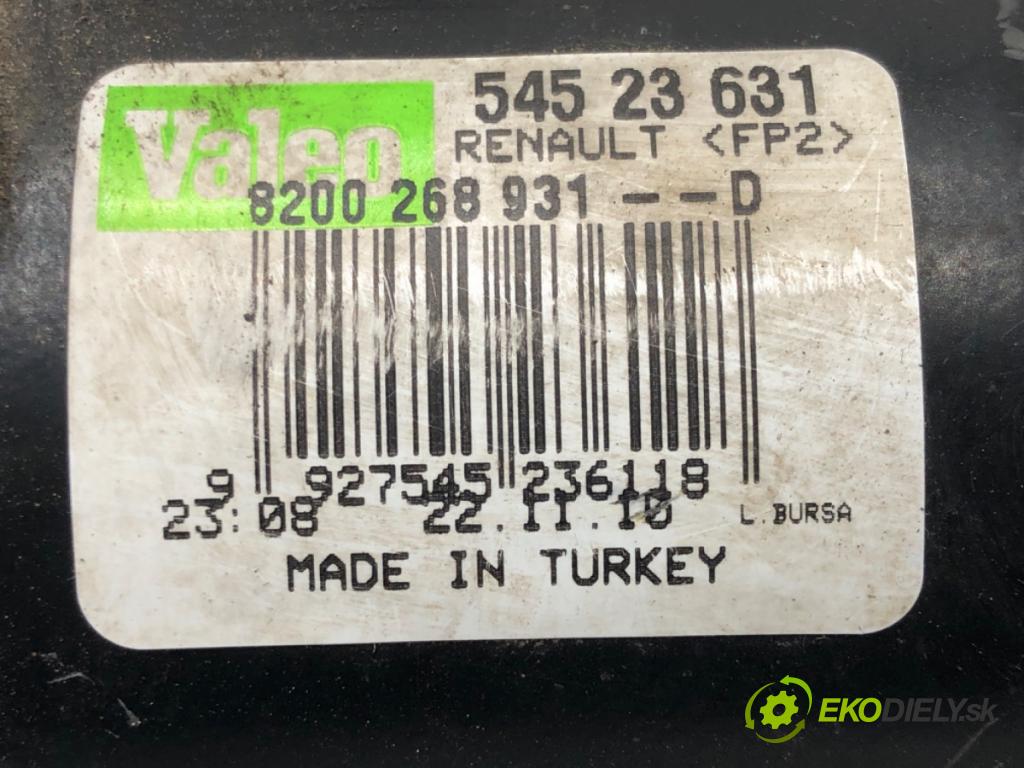 Valeo
545 23 631
RENAULT <FP2>
8200 268 931 -- D
9 927545 236118
23:08 22.11.10 L.BURSA
MADE IN TURKEY
EKODIELY.sk